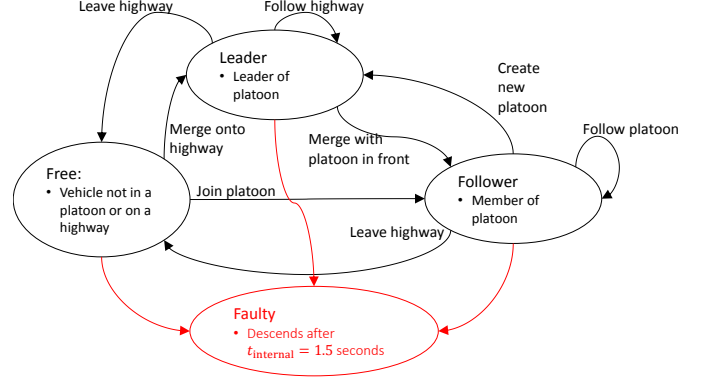 Leave highway
Follow highway
Leader
• Leader of
platoon
Create
new
platoon
Merge onto
highway
Merge with
platoon in front
Follow platoon
Free:
• Vehicle not in a
platoon or on a
highway
Join platoon
Follower
• Member of
platoon
Leave highway
Faulty
• Descends after
t_internal = 1.5 seconds